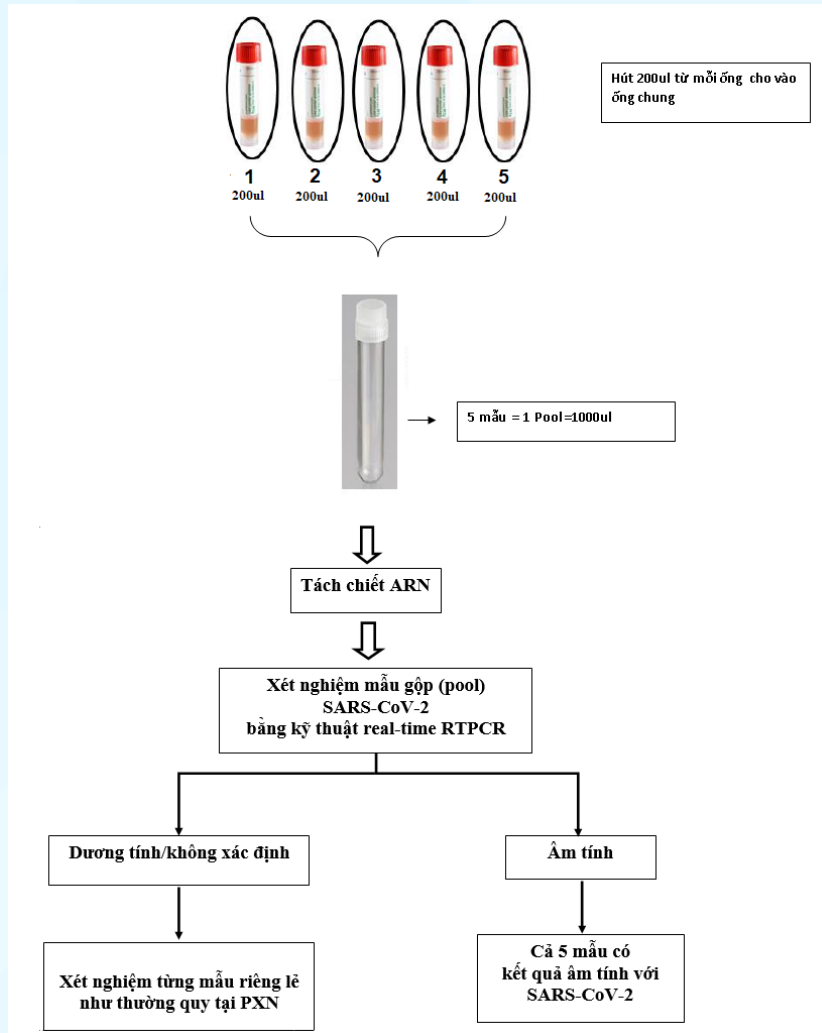 Hút 200ul từ mỗi ống cho vào
ống chung
1 2 3 4 5
200ul 200ul 200ul 200ul 200ul
5 mẫu = 1 Pool=1000ul
Tách chiết ARN
Xét nghiệm mẫu gộp (pool)
SARS-CoV-2
bằng kỹ thuật real-time RTPCR
Dương tính/không xác định
Âm tính
Xét nghiệm từng mẫu riêng lẻ
như thường quy tại PXN
Cả 5 mẫu có
kết quả âm tính với
SARS-CoV-2